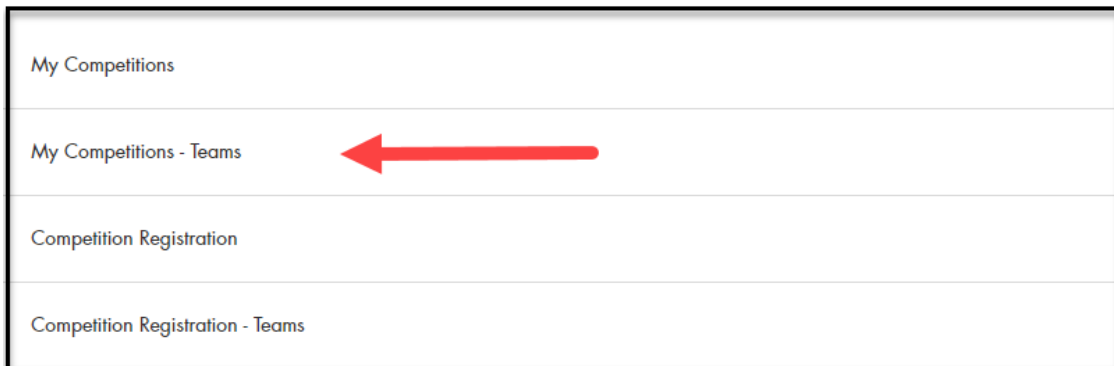 My Competitions
My Competitions - Teams
Competition Registration
Competition Registration - Teams